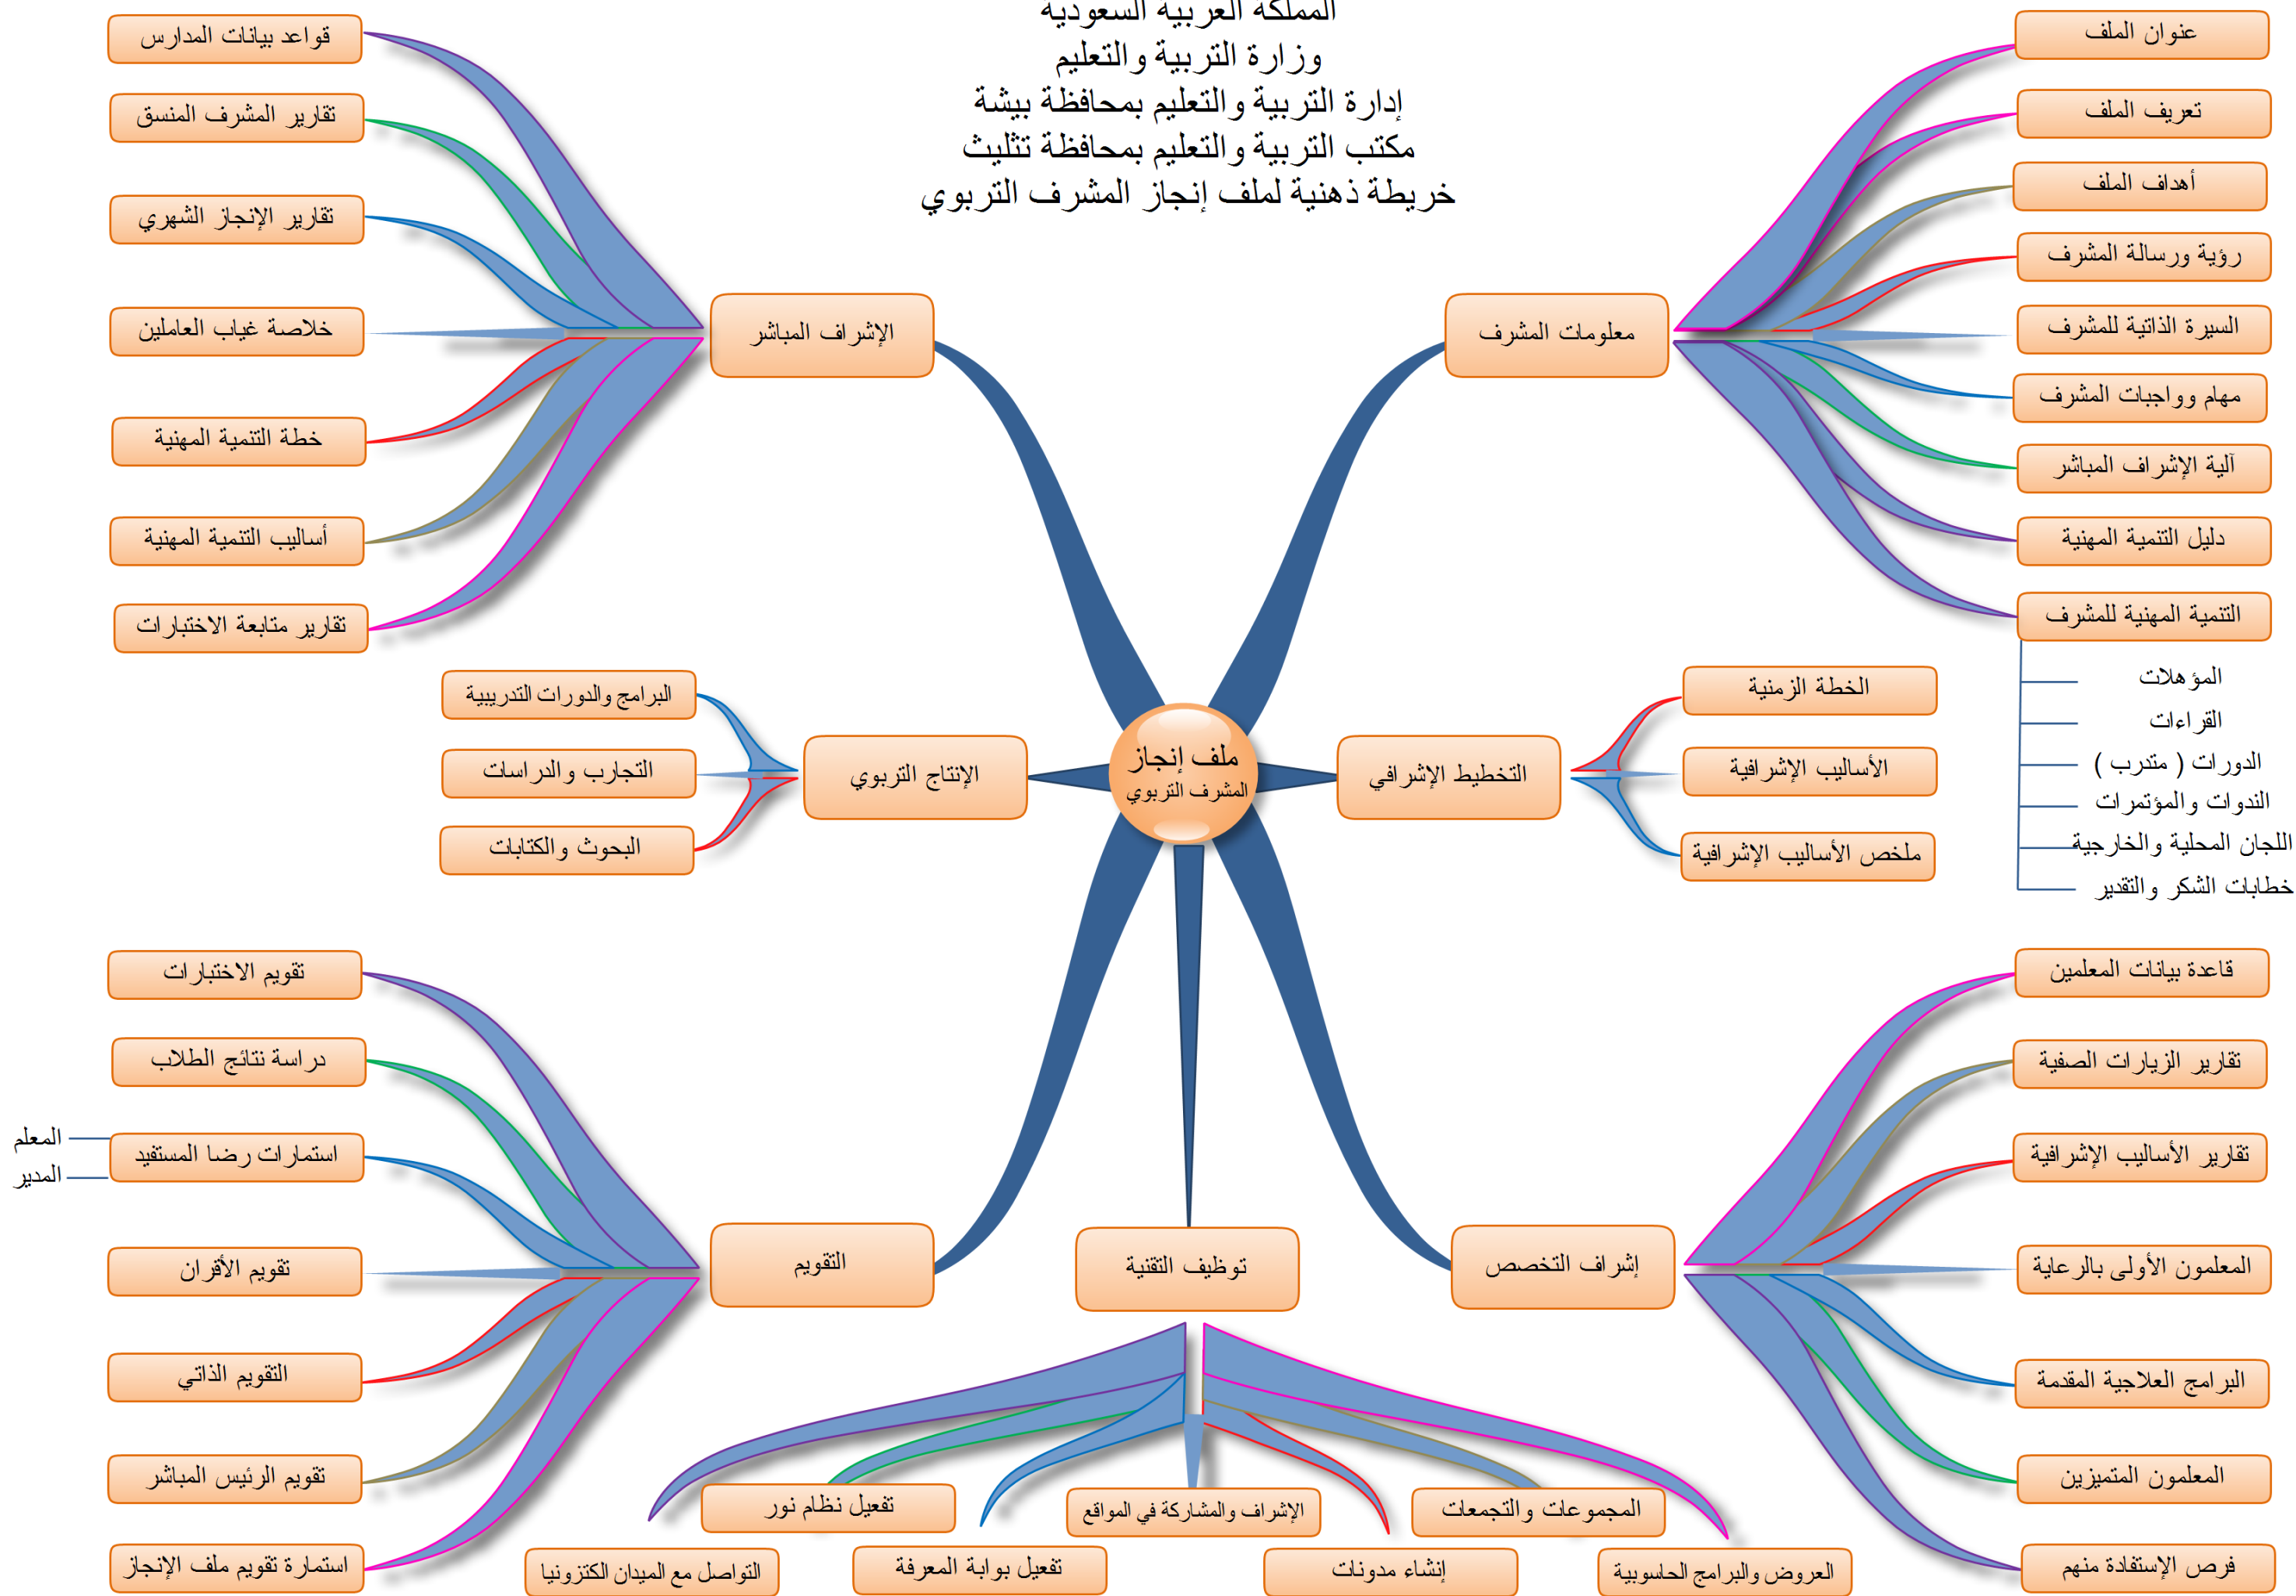 المملكة العربية السعودية
وزارة التربية والتعليم
إدارة التربية والتعليم بمحافظة بيشة
مكتب التربية والتعليم بمحافظة تثليث
خريطة ذهنية لملف إنجاز المشرف التربوي
ملف إنجاز
المشرف التربوي
معلومات المشرف
عنوان الملف
تعريف الملف
أهداف الملف
رؤية ورسالة المشرف
السيرة الذاتية للمشرف
مهام وواجبات المشرف
آلية الإشراف المباشر
دليل التنمية المهنية
التنمية المهنية للمشرف
المؤهلات
القراءات
الدورات ( متدرب )
الندوات والمؤتمرات
اللجان المحلية والخارجية
خطابات الشكر والتقدير
التخطيط الإشرافي
الخطة الزمنية
الأساليب الإشرافية
ملخص الأساليب الإشرافية
إشراف التخصص
قاعدة بيانات المعلمين
تقارير الزيارات الصفية
تقارير الأساليب الإشرافية
المعلمون الأولى بالرعاية
البرامج العلاجية المقدمة
المعلمون المتميزين
فرص الإستفادة منهم
توظيف التقنية
العروض والبرامج الحاسوبية
المجموعات والتجمعات
إنشاء مدونات
الإشراف والمشاركة في المواقع
تفعيل بوابة المعرفة
تفعيل نظام نور
التواصل مع الميدان الكتزونيا
الإشراف المباشر
قواعد بيانات المدارس
تقارير المشرف المنسق
تقارير الإنجاز الشهري
خلاصة غياب العاملين
خطة التنمية المهنية
أساليب التنمية المهنية
تقارير متابعة الاختبارات
الإنتاج التربوي
البرامج والدورات التدريبية
التجارب والدراسات
البحوث والكتابات
التقويم
تقويم الاختبارات
دراسة نتائج الطلاب
استمارات رضا المستفيد
المعلم
المدير
تقويم الأقران
التقويم الذاتي
تقويم الرئيس المباشر
استمارة تقويم ملف الإنجاز